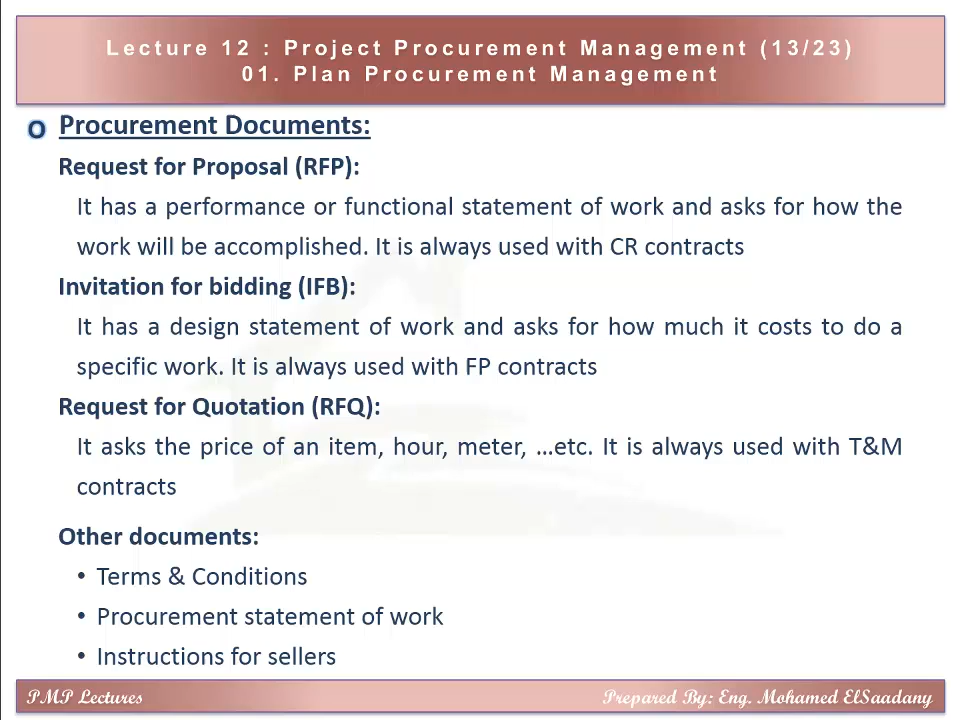 Lecture 12 : Project Procurement Management (13/23)
01. Plan Procurement Management
o Procurement Documents:
Request for Proposal (RFP):
It has a performance or functional statement of work and asks for how the
work will be accomplished. It is always used with CR contracts
Invitation for bidding (IFB):
It has a design statement of work and asks for how much it costs to do a
specific work. It is always used with FP contracts
Request for Quotation (RFQ):
It asks the price of an item, hour, meter, …etc. It is always used with T&M
contracts
Other documents:
• Terms & Conditions
• Procurement statement of work
• Instructions for sellers
PMP Lectures
Prepared By: Eng. Mohamed ElSaadany